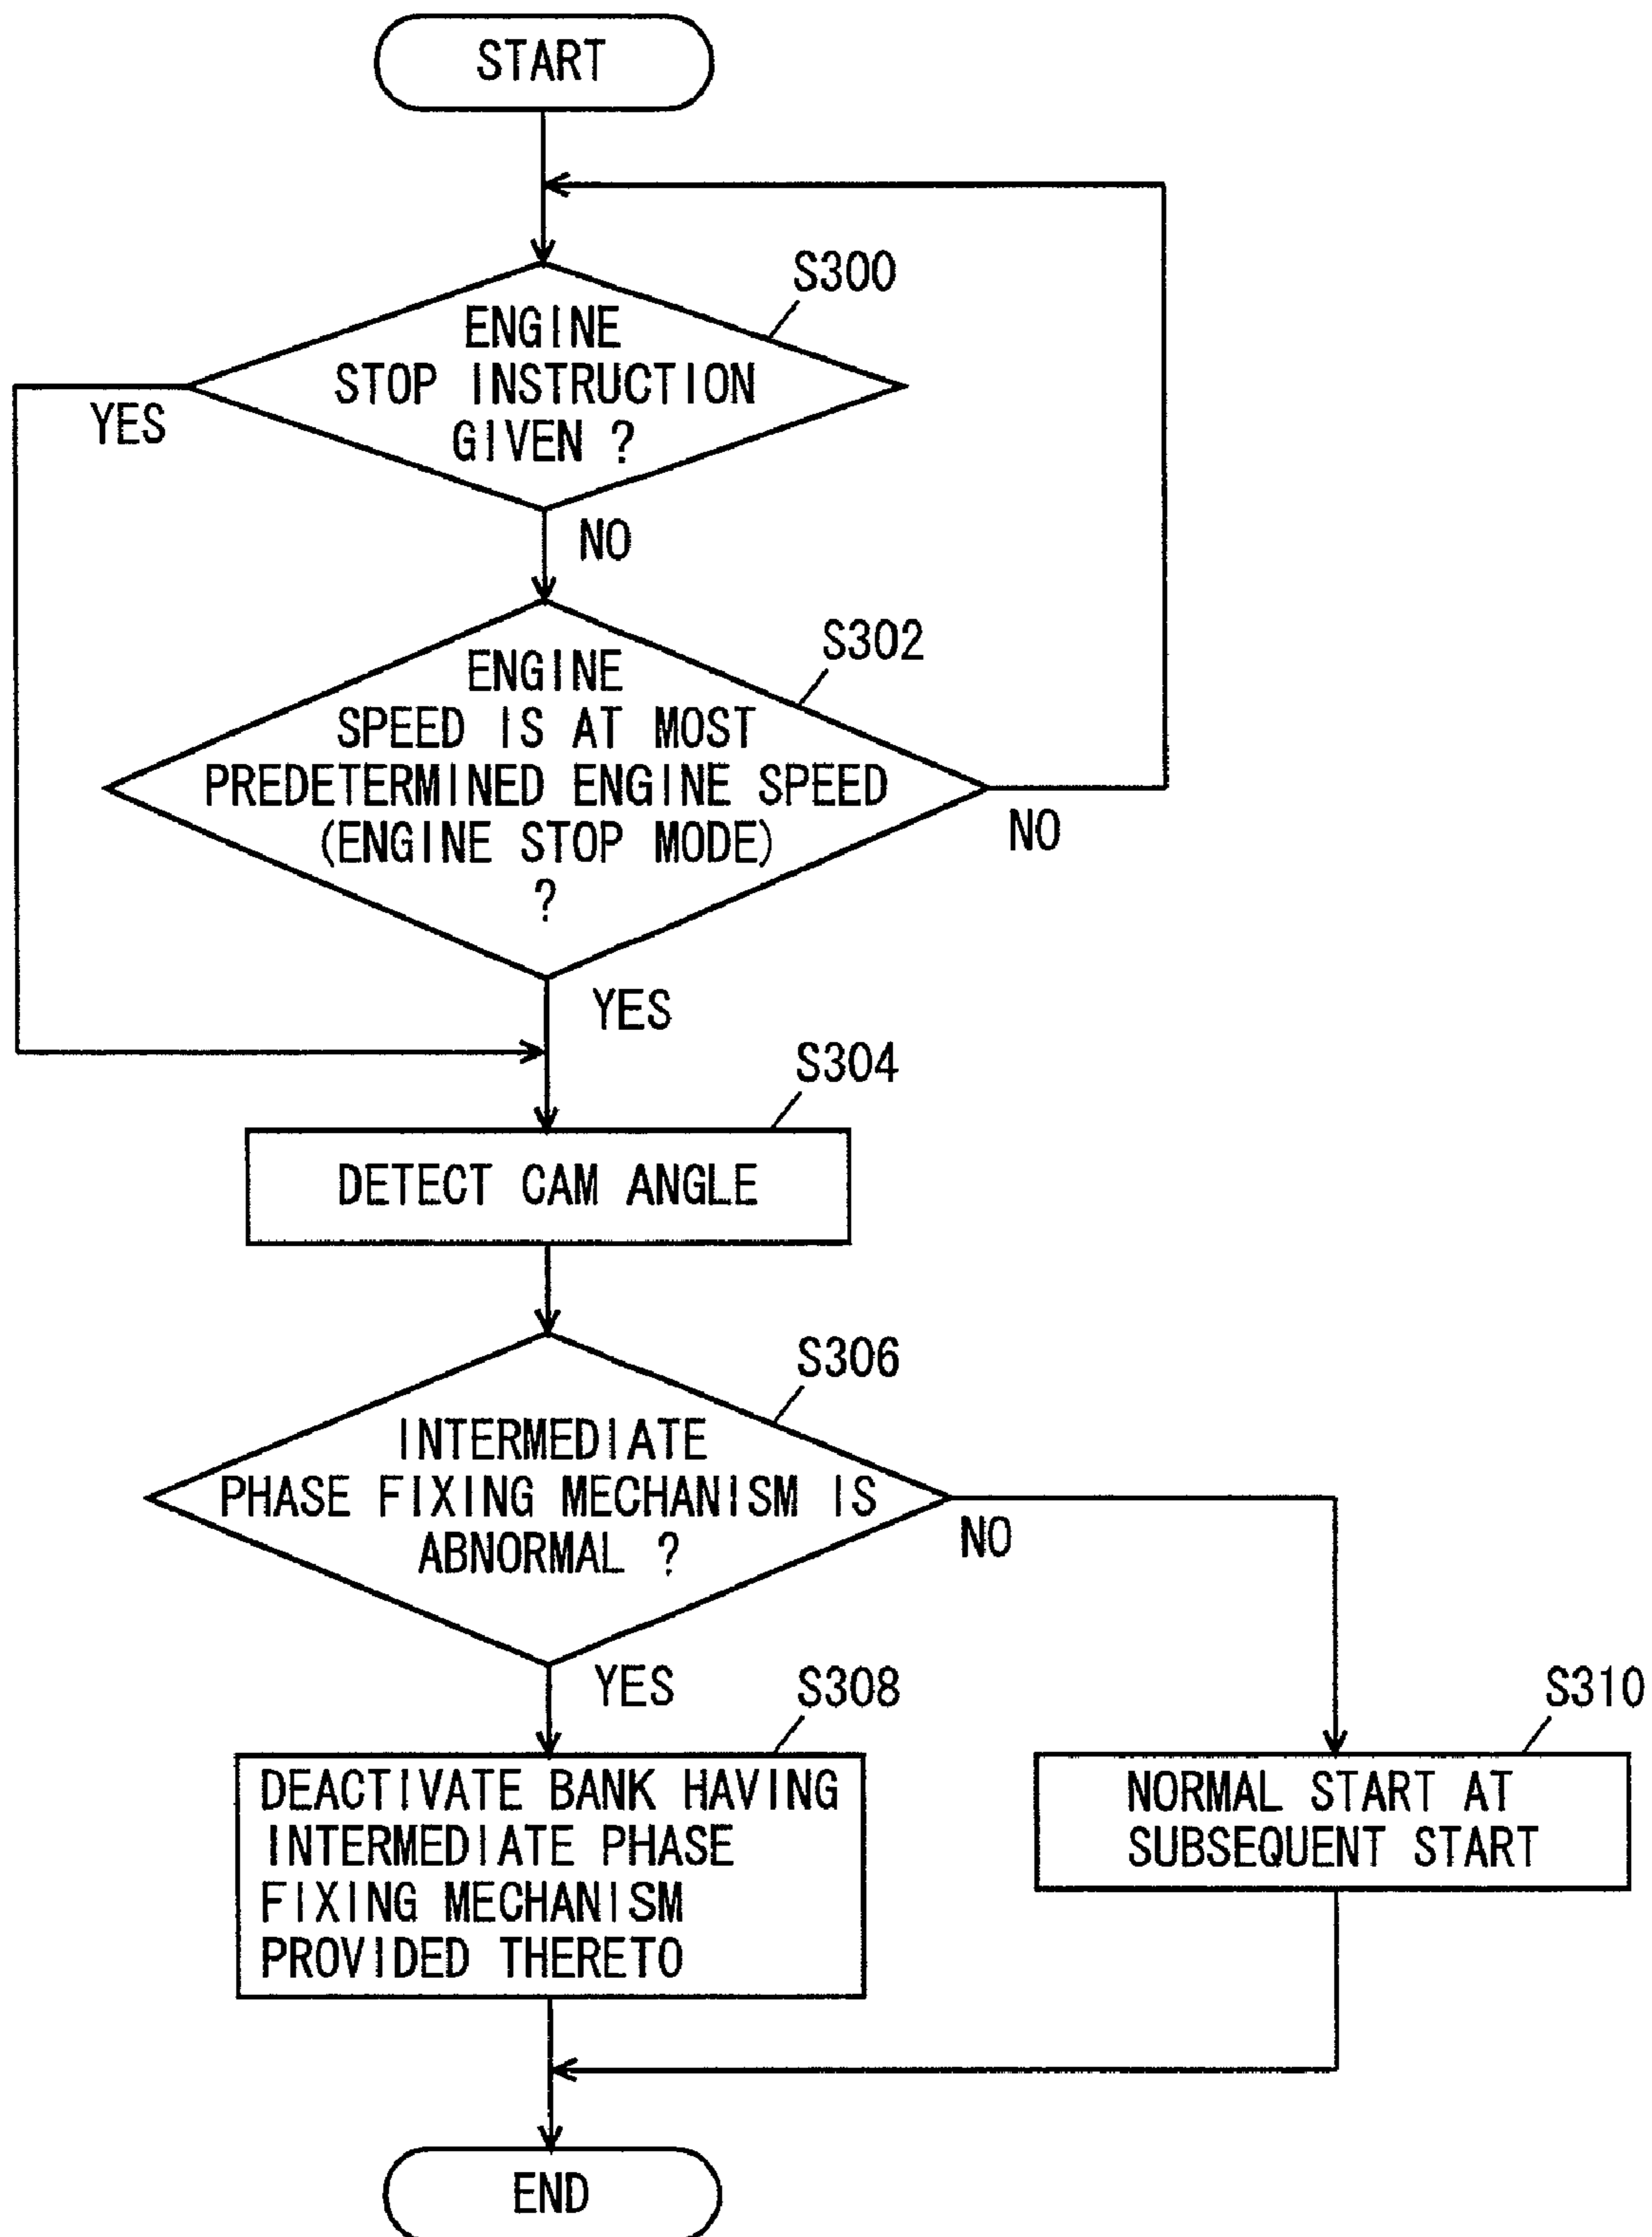 START
S300
ENGINE
STOP INSTRUCTION
GIVEN ?
YES
NO
S302
ENGINE
SPEED IS AT MOST
PREDETERMINED ENGINE SPEED
(ENGINE STOP MODE)
?
NO
YES
S304
DETECT CAM ANGLE
S306
INTERMEDIATE
PHASE FIXING MECHANISM IS
ABNORMAL ?
NO
YES
S308
S310
DEACTIVATE BANK HAVING
INTERMEDIATE PHASE
FIXING MECHANISM
PROVIDED THERETO
NORMAL START AT
SUBSEQUENT START
END